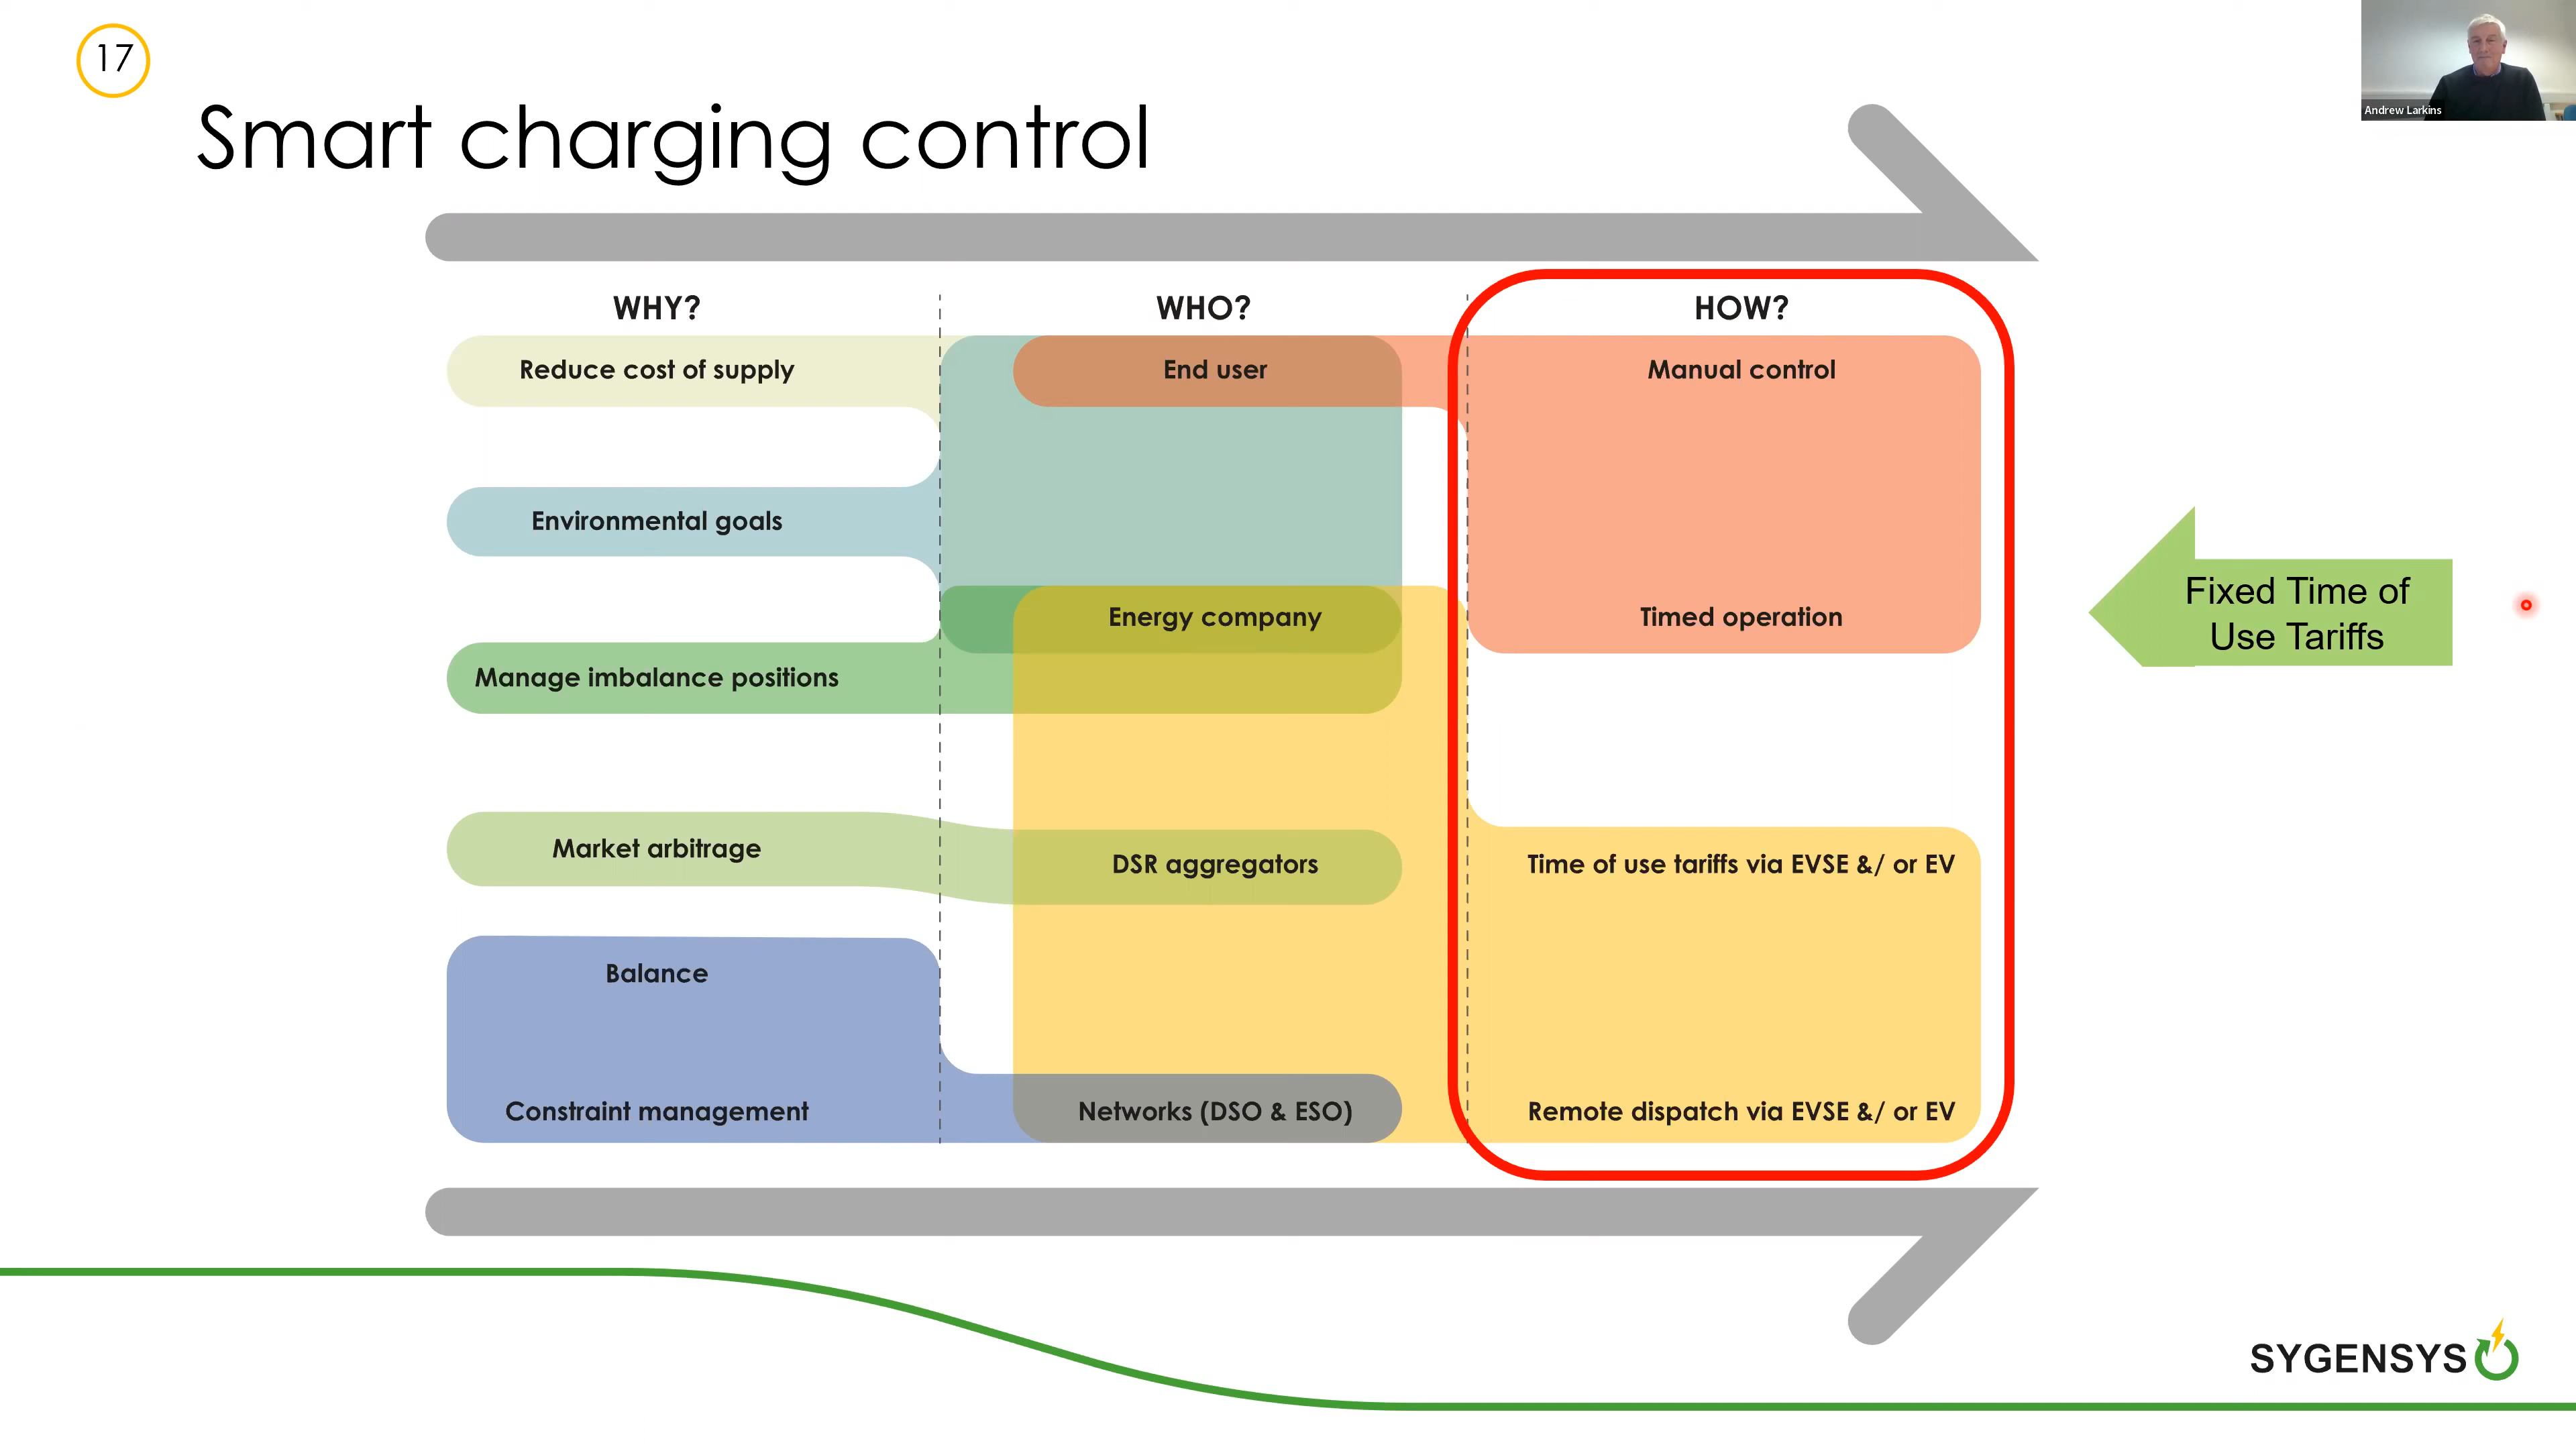 17
Andrew Larkins
Smart charging control
WHY?
WHO?
HOW?
Reduce cost of supply
End user
Manual control
Environmental goals
Energy company
Timed operation
Fixed Time of
Use Tariffs
Manage imbalance positions
Market arbitrage
DSR aggregators
Time of use tariffs via EVSE &/ or EV
Balance
Constraint management
Networks (DSO & ESO)
Remote dispatch via EVSE &/ or EV
SYGENSYS